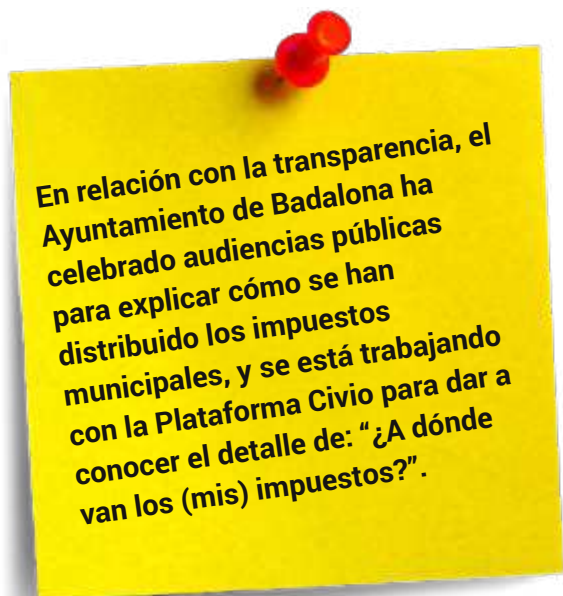 En relación con la transparencia, el
Ayuntamiento de Badalona ha
celebrado audiencias públicas
para explicar cómo se han
distribuido los impuestos
municipales, y se está trabajando
con la Plataforma Civio para dar a
conocer el detalle de: “¿A dónde
van los (mis) impuestos?”.